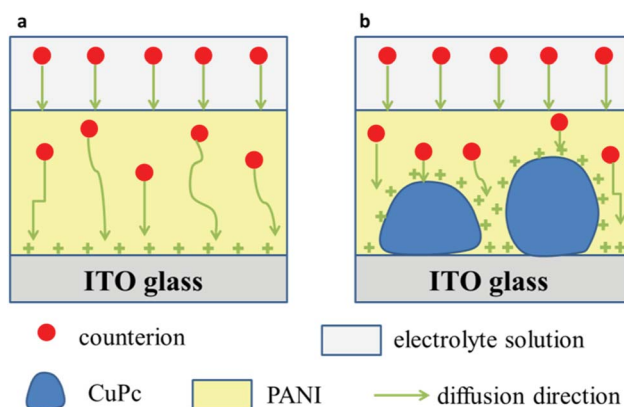 a
b
+ + + + + + + + +
+ + + + + + + + + + + + + + + + + + + + + + + + +
ITO glass
ITO glass
counterion
electrolyte solution
CuPc
PANI
diffusion direction